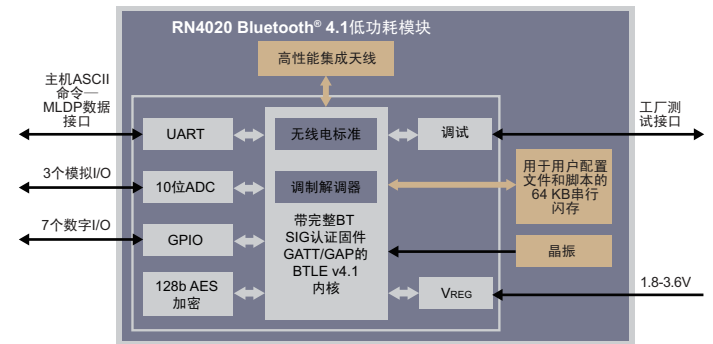 RN4020 Bluetooth® 4.1低功耗模块
高性能集成天线
主机ASCII
命令—
MLDP数据
接口
UART
无线电标准
调试
工厂测
试接口
3个模拟I/O
10位ADC
调制解调器
用于用户配置
文件和脚本的
64 KB串行
闪存
7个数字I/O
GPIO
带完整BT
SIG认证固件
GATT/GAP的
BTLE v4.1
内核
晶振
128b AES
加密
VREG
1.8-3.6V